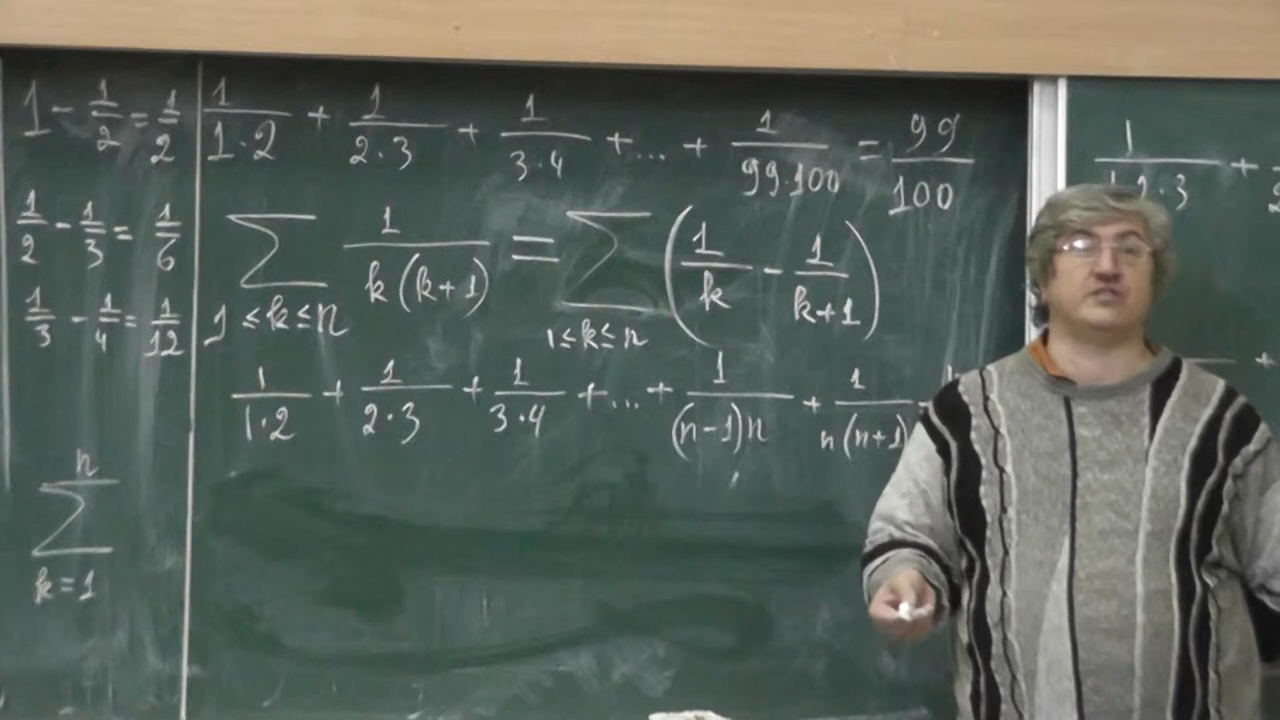 1 - 1/2 = 1/2
1/2 - 1/3 = 1/6
1/3 - 1/4 = 1/12
n
∑
k=1
1/(1·2) + 1/(2·3) + 1/(3·4) + ... + 1/(99·100) = 99/100
∑ 1/(k(k+1)) = ∑ (1/k - 1/(k+1))
1≤k≤n 1≤k≤n
1/(1·2) + 1/(2·3) + 1/(3·4) + ... + 1/((n-1)n) + 1/(n(n+1))
1/(1·2·3) +
+